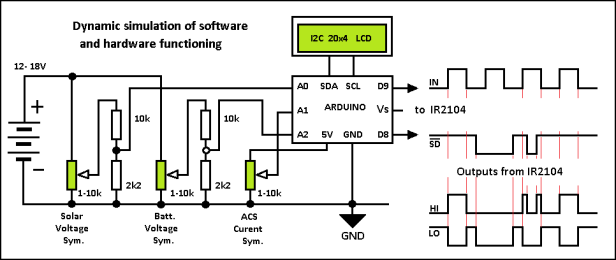 Dynamic simulation of software
and hardware functioning
I2C 20x4 LCD
12- 18V
SDA SCL
A0
D9
IN
10k
10k
A1
ARDUINO
Vs
to IR2104
A2
5V
GND
D8
SD
1-10k
2k2
1-10k
2k2
1-10k
Outputs from IR2104
HI
LO
Solar
Voltage
Sym.
Batt.
Voltage
Sym.
ACS
Curent
Sym.
GND